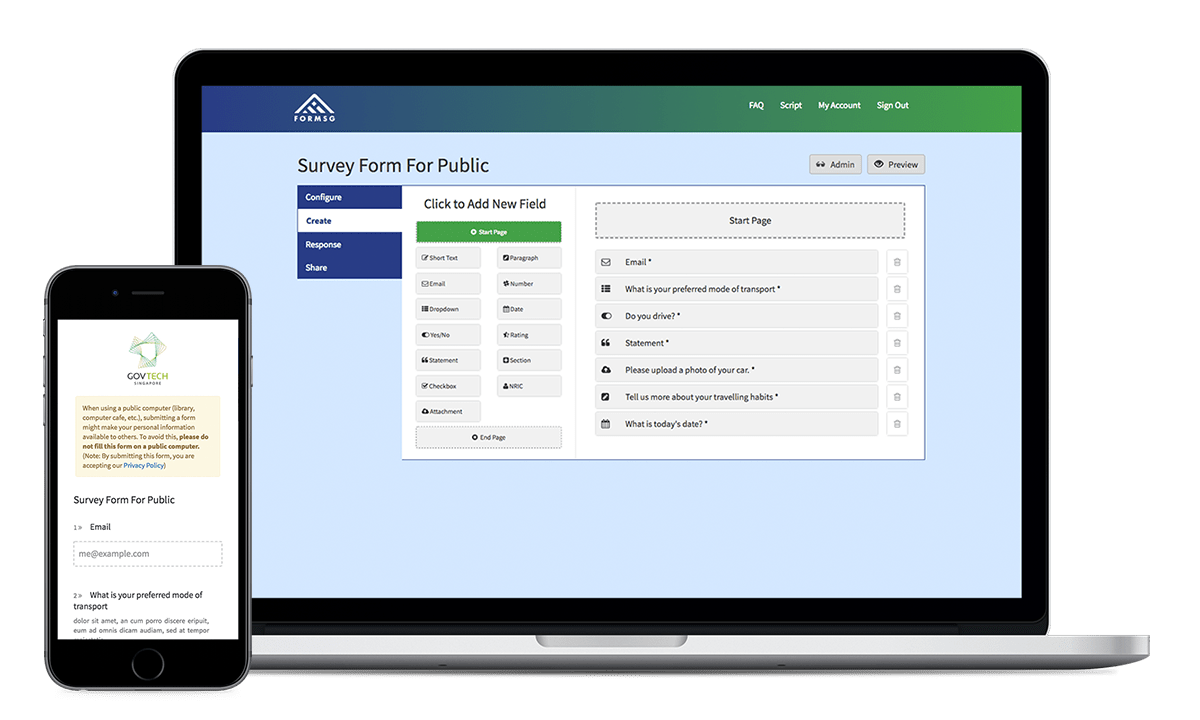 FORMSG
FAQ Script My Account Sign Out
Survey Form For Public
Admin Preview
Configure
Create
Response
Share
Click to Add New Field
Start Page
Short Text Paragraph
Email Number
Dropdown Date
Yes/No Rating
Statement Section
Checkbox NRIC
Attachment
End Page
Start Page
Email *
What is your preferred mode of transport *
Do you drive? *
Statement *
Please upload a photo of your car. *
Tell us more about your travelling habits *
What is today's date? *
GOVTECH
SINGAPORE
When using a public computer (library,
computer cafe, etc.), submitting a form
might make your personal information
available to others. To avoid this, please do
not fill this form on a public computer.
(Note: By submitting this form, you are
accepting our Privacy Policy)
Survey Form For Public
1» Email
me@example.com
2» What is your preferred mode of
transport
dolor sit amet, an cum porro discere eripuit,
eum ad omnis dicam audiam, sed at tempor